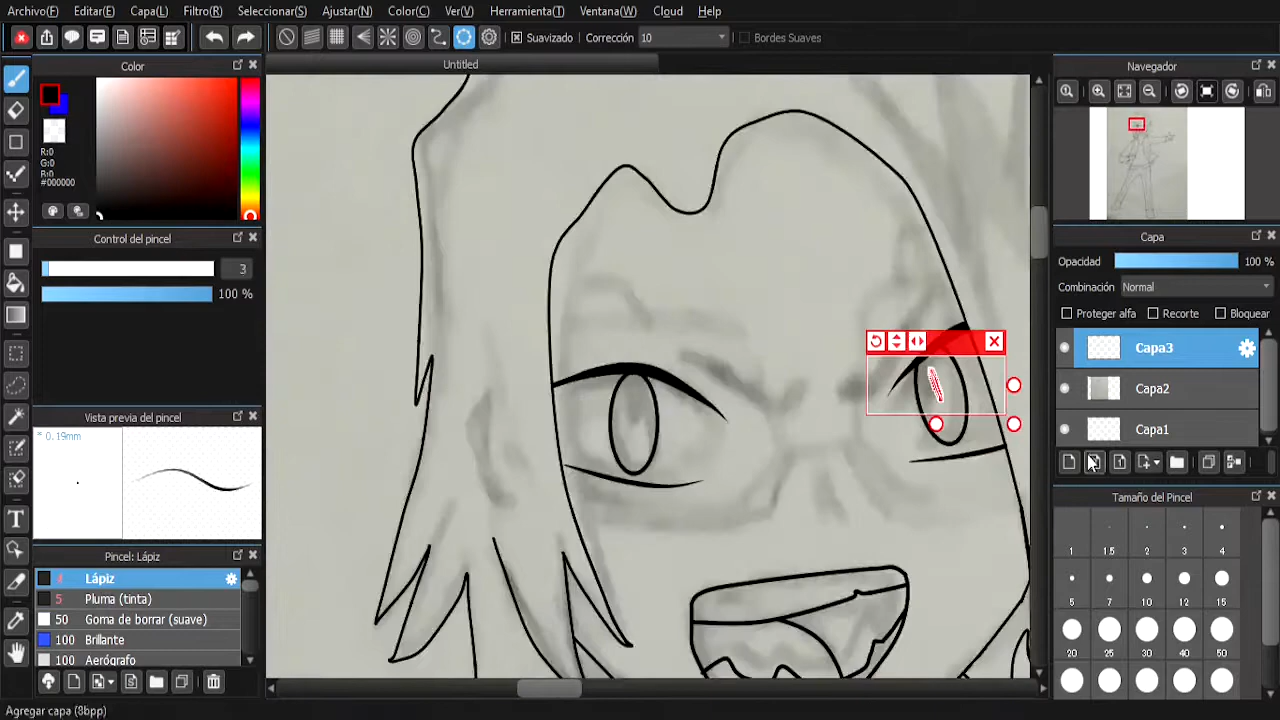 Archivo(F) Editar(E) Capa(L) Filtro(R) Seleccionar(S) Ajustar(N) Color(C) Ver(V) Herramienta(T) Ventana(W) Cloud Help
Suavizado Corrección 10 Bordes Suaves
Color
Untitled
Navegador
R:0
G:0
B:0
#000000
Control del pincel
3
100 %
Capa
Opacidad 100 %
Combinación Normal
Proteger alfa Recorte Bloquear
Capa3
Capa2
Capa1
Vista previa del pincel
* 0.19mm
Tamaño del Pincel
1 1.5 2 3 4
5 7 10 12 15
20 25 30 40 50
Pincel: Lápiz
4 Lápiz
5 Pluma (tinta)
50 Goma de borrar (suave)
100 Brillante
100 Aerógrafo
Agregar capa (8bpp)